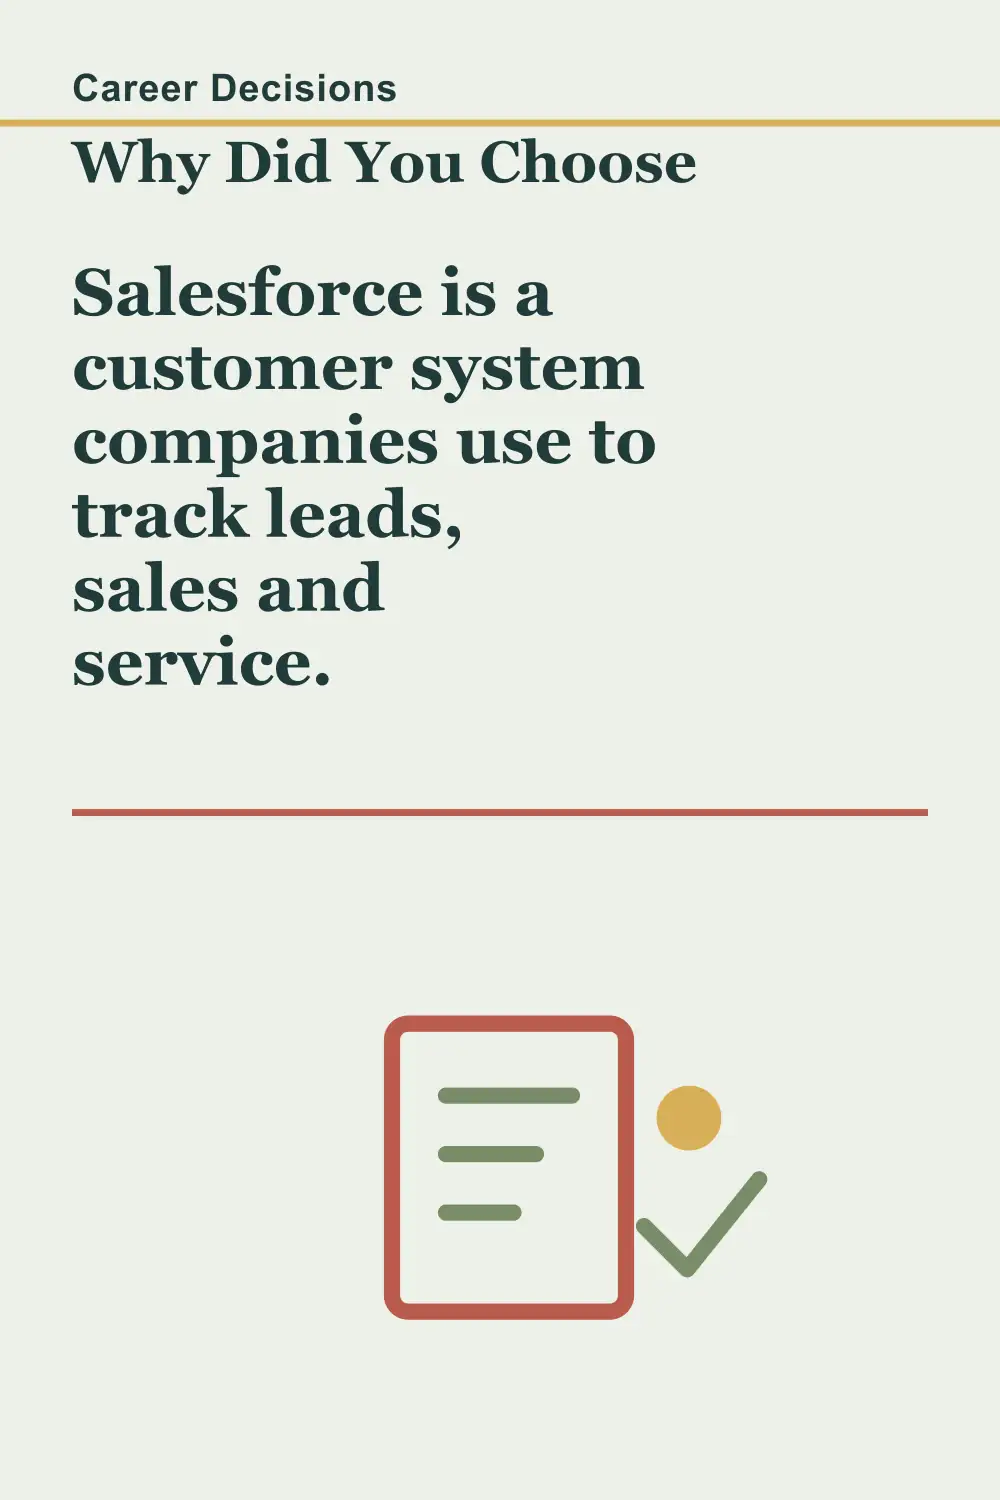 Career Decisions
Why Did You Choose
Salesforce is a
customer system
companies use to
track leads,
sales and
service.